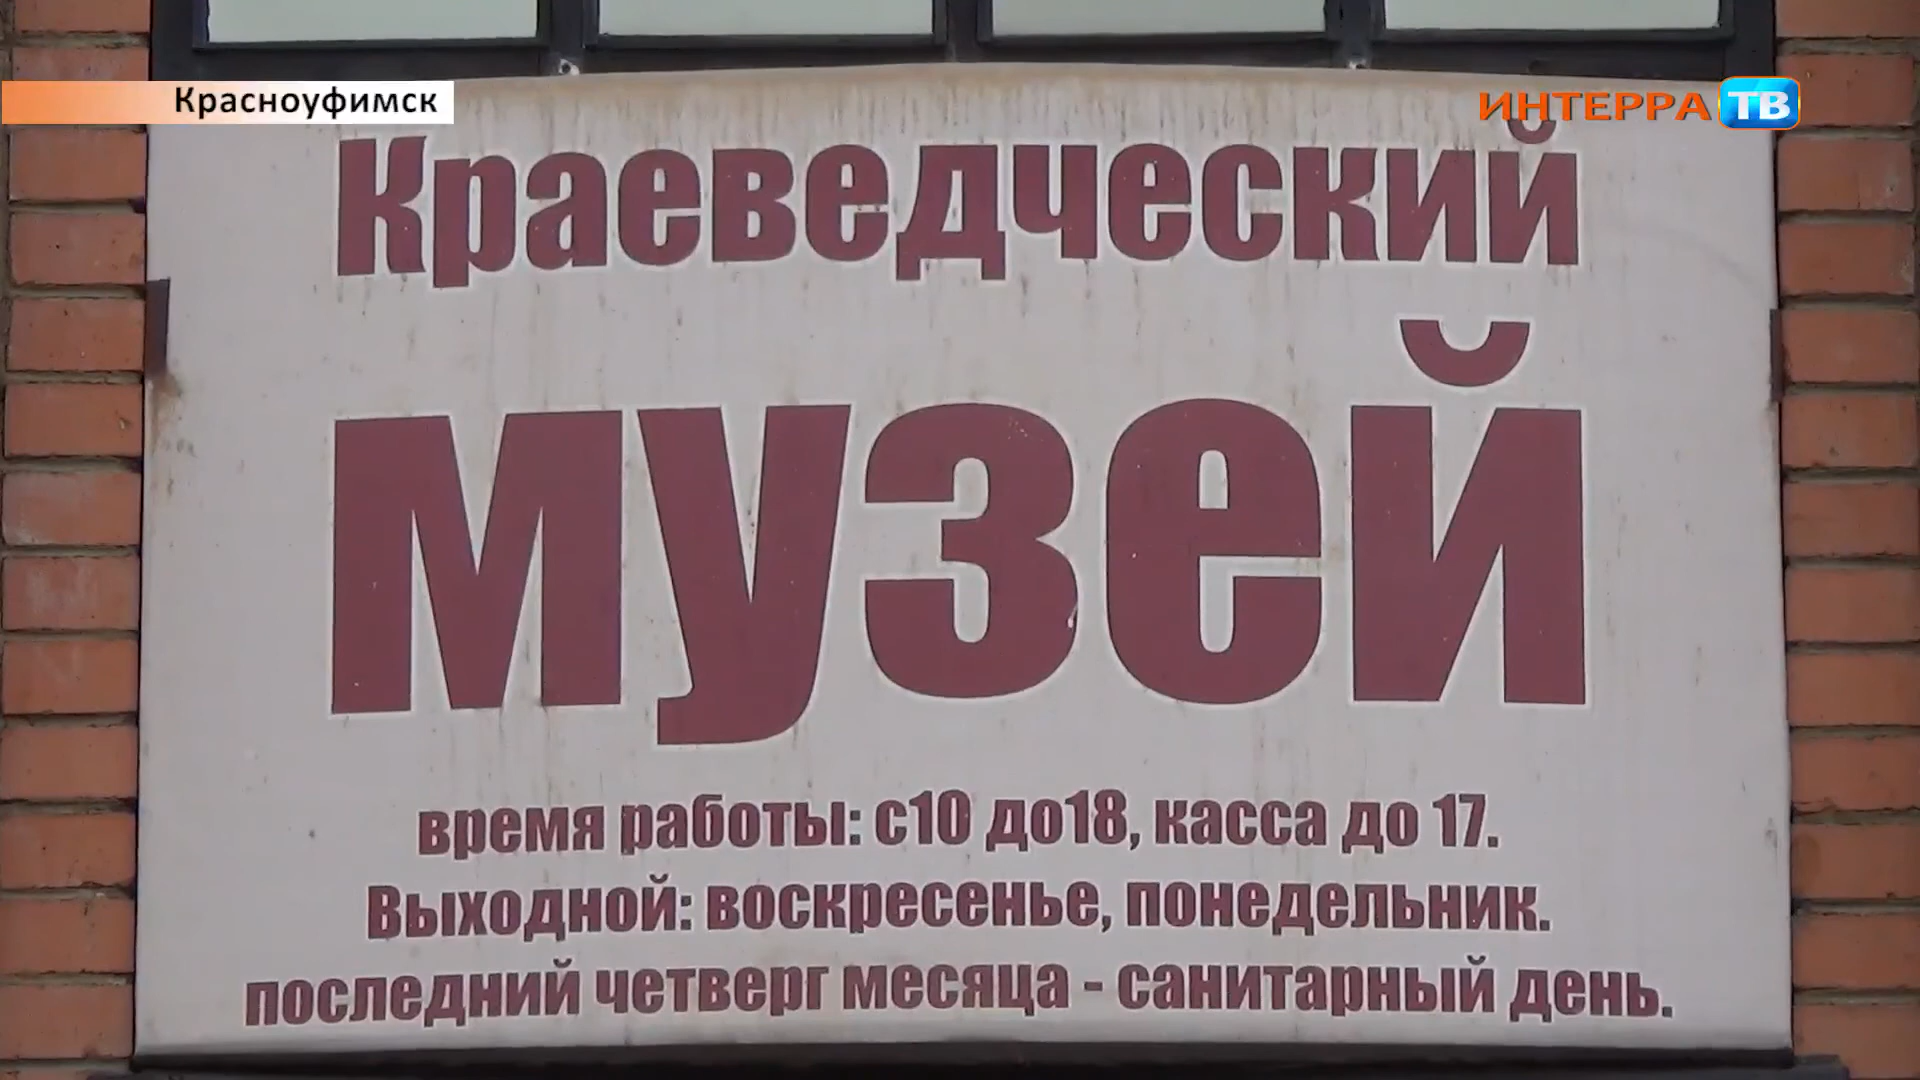 Красноуфимск
ИНТЕРРА ТВ
Краеведческий
музей
время работы: с10 до18, касса до 17.
Выходной: воскресенье, понедельник.
последний четверг месяца - санитарный день.